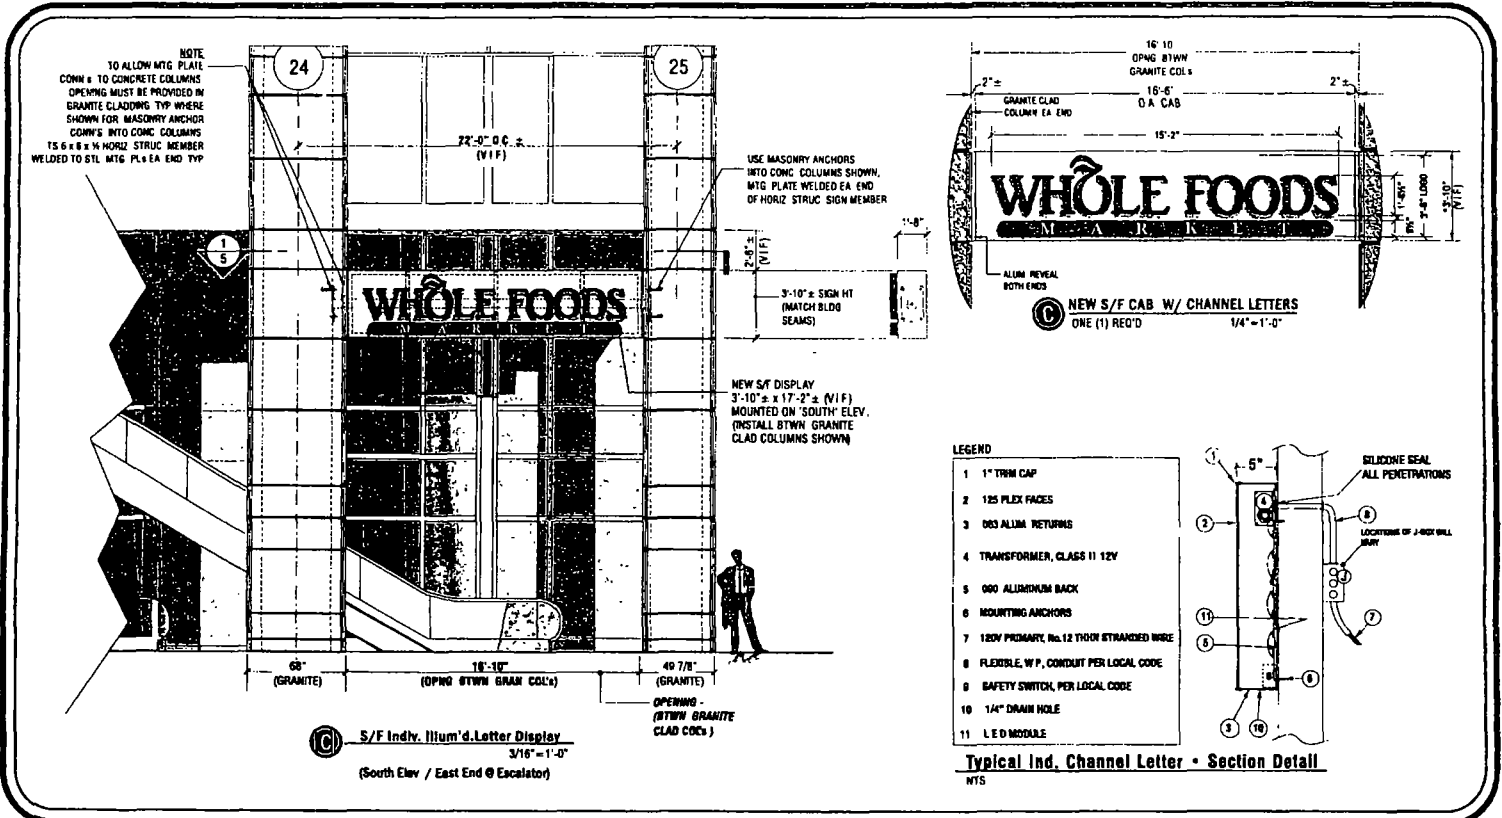 NOTE
TO ALLOW MTG PLATE
CONN s TO CONCRETE COLUMNS
OPENING MUST BE PROVIDED IN
GRANITE CLADDING TYP WHERE
SHOWN FOR MASONRY ANCHOR
CONN'S INTO CONC COLUMNS
TS 6 x 6 x ¼ HORIZ STRUC MEMBER
WELDED TO STL MTG PLs EA END TYP
24
25
22'-0" O C ±
(V I F)
USE MASONRY ANCHORS
INTO CONC COLUMNS SHOWN,
MTG PLATE WELDED EA END
OF HORIZ STRUC SIGN MEMBER
1
5
2'-6" ±
(V I F)
1'-8"
WHOLE FOODS
MARKET
3'-10" ± SIGN HT
(MATCH BLDG
SEAMS)
NEW S/F DISPLAY
3'-10" ± x 17'-2" ± (V I F)
MOUNTED ON 'SOUTH' ELEV.
(INSTALL BTWN GRANITE
CLAD COLUMNS SHOWN)
68"
(GRANITE)
16'-10"
(OPNG BTWN GRAN COL's)
49 7/8"
(GRANITE)
OPENING -
(BTWN GRANITE
CLAD COL's )
C
S/F Indiv. Illum'd.Letter Display
3/16"=1'-0"
(South Elev / East End @ Escalator)
16' 10
OPNG BTWN
GRANITE COLs
2" ±
16'-6'
O A CAB
2" ±
GRANITE CLAD
COLUMN EA END
15'-2"
WHOLE FOODS
MARKET
3'-6" LOGO
3'-10"
(V I F)
ALUM REVEAL
BOTH ENDS
C
NEW S/F CAB W/ CHANNEL LETTERS
ONE (1) REQ'D
1/4"=1'-0"
LEGEND
1 1" TRIM CAP
2 125 PLEX FACES
3 063 ALUM RETURNS
4 TRANSFORMER, CLASS II 12V
5 090 ALUMINUM BACK
6 MOUNTING ANCHORS
7 120V PRIMARY, No.12 THHN STRANDED WIRE
8 FLEXIBLE, W P, CONDUIT PER LOCAL CODE
9 SAFETY SWITCH, PER LOCAL CODE
10 1/4" DRAIN HOLE
11 L E D MODULE
1
5"
SILICONE SEAL
ALL PENETRATIONS
4
2
8
LOCATIONS OF J-BOX WILL
VARY
J
11
7
5
6
3
10
Typical Ind. Channel Letter • Section Detail
NTS